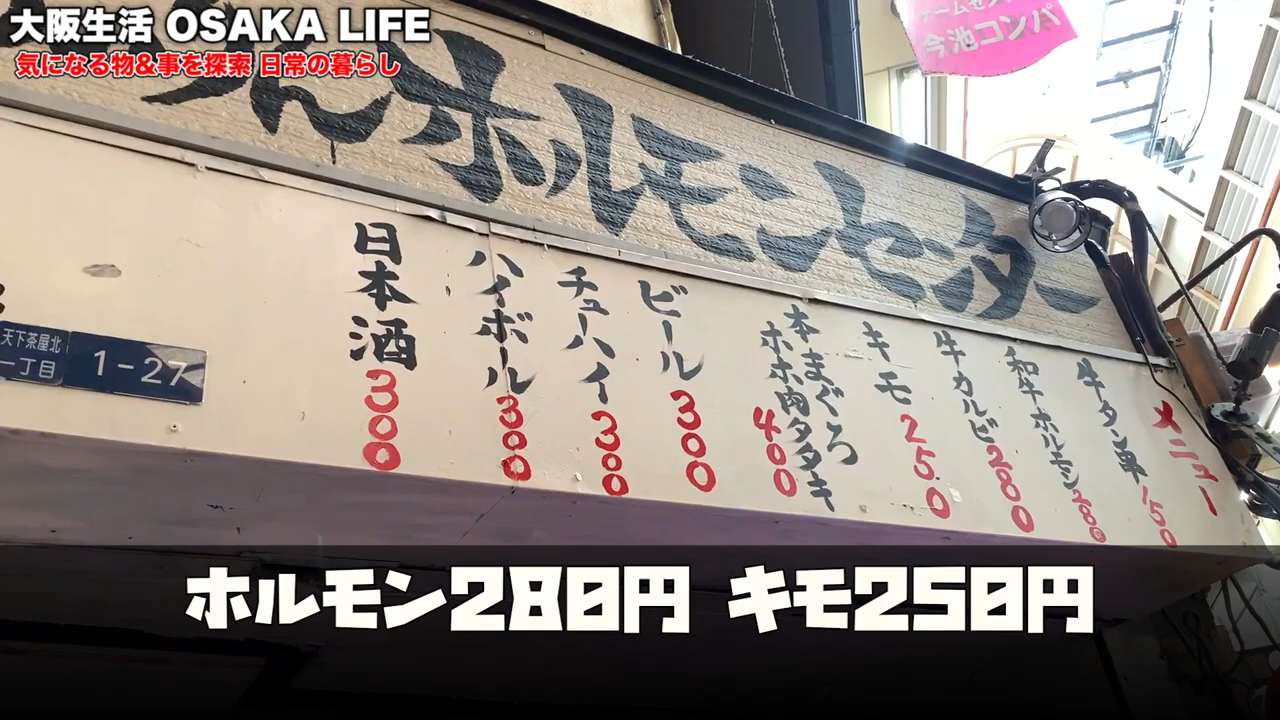 大阪生活 OSAKA LIFE
気になる物&事を探索 日常の暮らし
今池コンパ
ホルモンセンター
メニュー
牛タン串 150
和牛ホルモン 280
牛カルビ 280
キモ 250
本まぐろ
ホホ肉タタキ 400
ビール 300
チューハイ 300
ハイボール 300
日本酒 300
天下茶屋北
一丁目
1-27
ホルモン280円 キモ250円